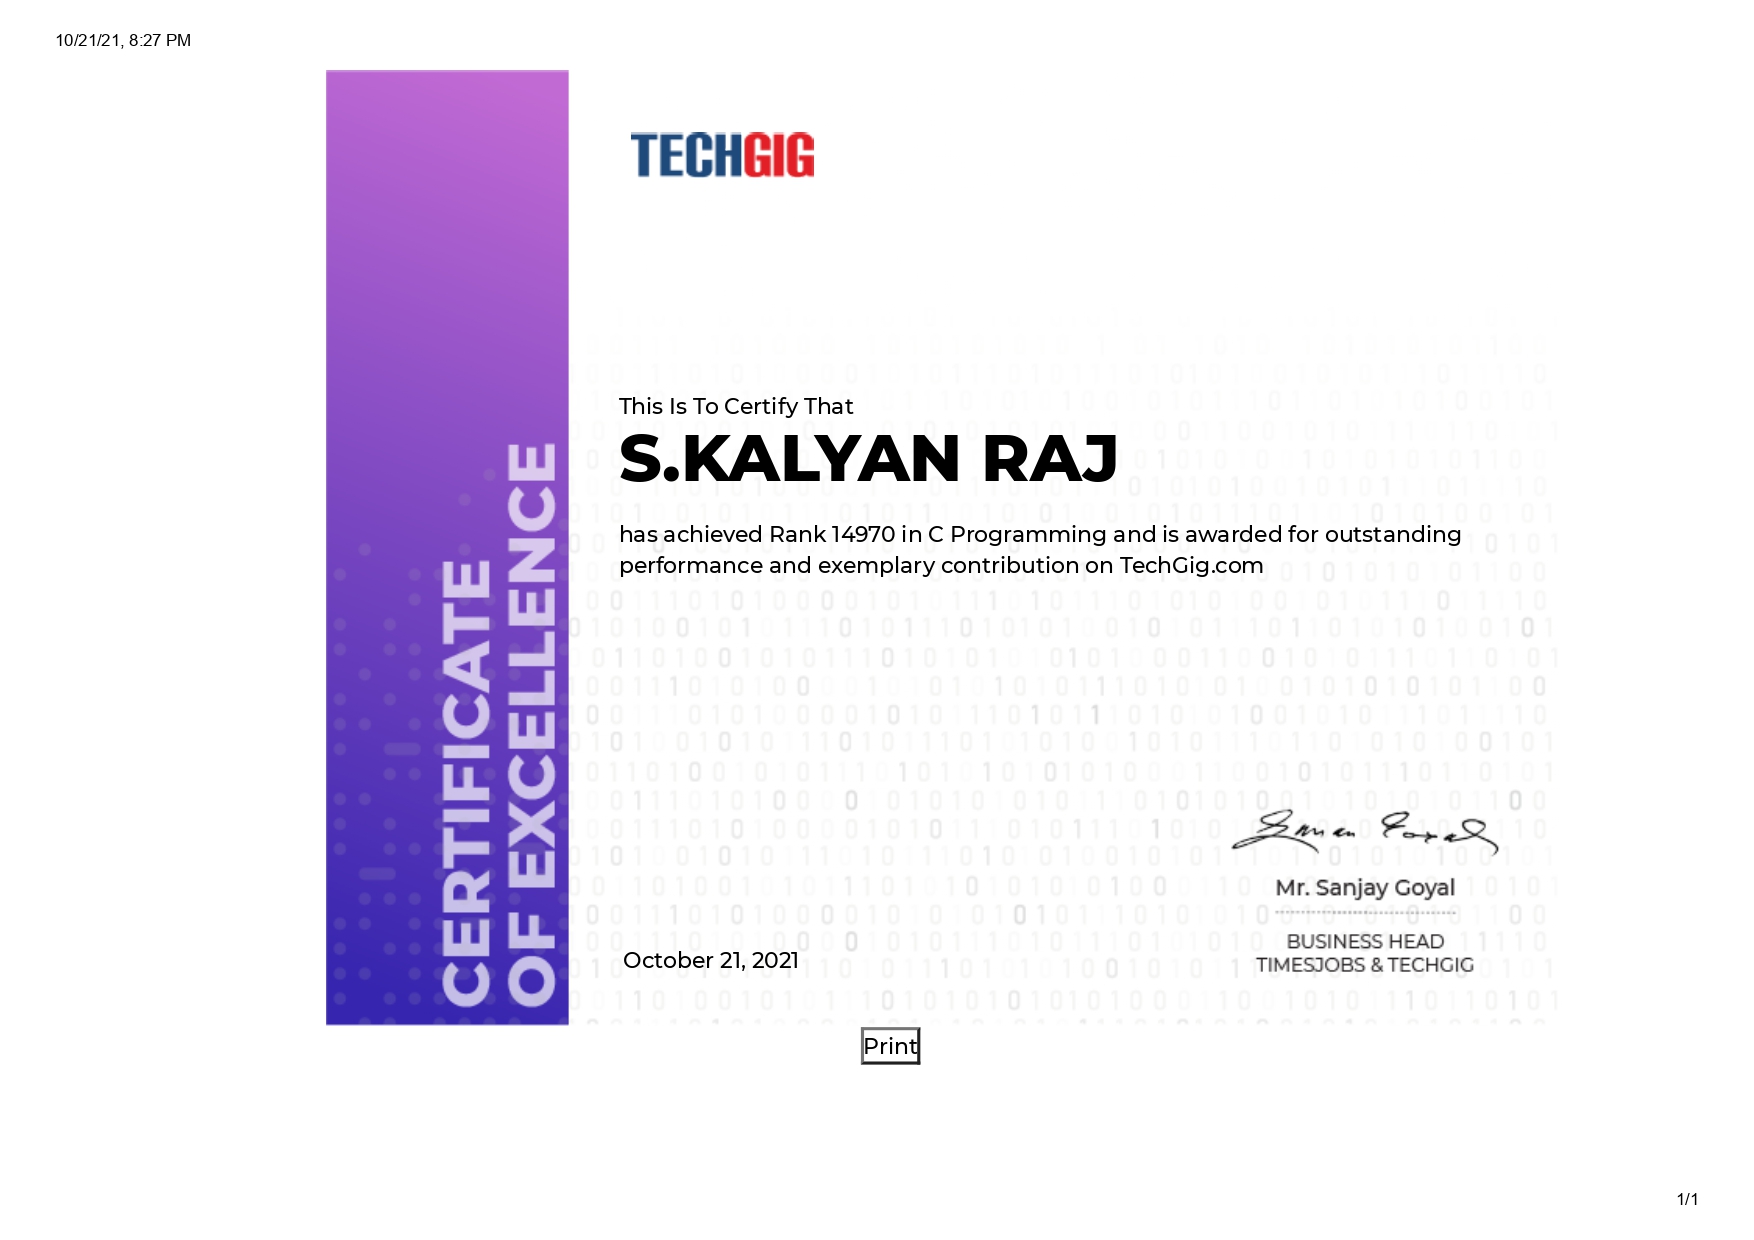 10/21/21, 8:27 PM
TECHGIG
CERTIFICATE
OF EXCELLENCE
This Is To Certify That
S.KALYAN RAJ
has achieved Rank 14970 in C Programming and is awarded for outstanding
performance and exemplary contribution on TechGig.com
October 21, 2021
Mr. Sanjay Goyal
BUSINESS HEAD
TIMESJOBS & TECHGIG
Print
1/1